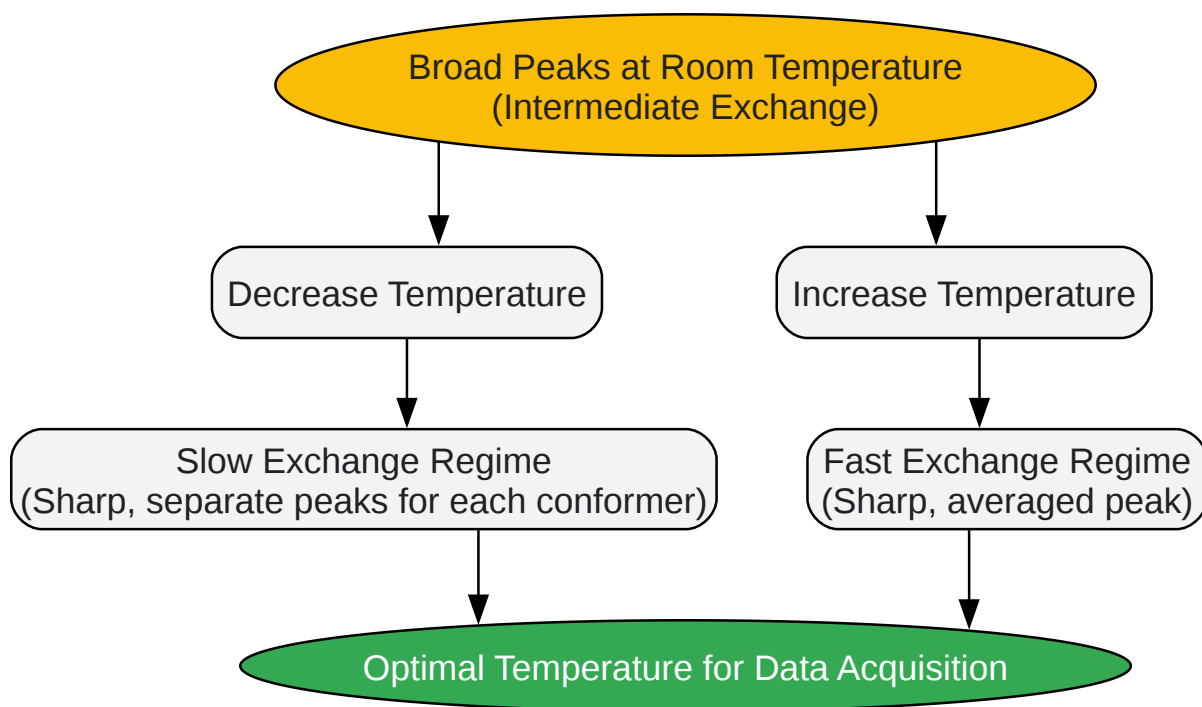 Broad Peaks at Room Temperature
(Intermediate Exchange)
Decrease Temperature
Increase Temperature
Slow Exchange Regime
(Sharp, separate peaks for each conformer)
Fast Exchange Regime
(Sharp, averaged peak)
Optimal Temperature for Data Acquisition